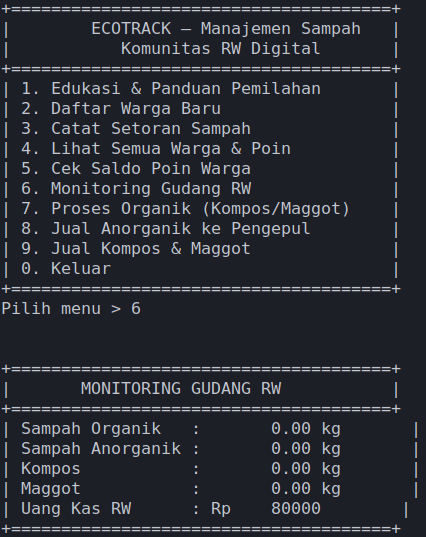 +======================================+
|        ECOTRACK — Manajemen Sampah   |
|           Komunitas RW Digital       |
+======================================+
| 1. Edukasi & Panduan Pemilahan       |
| 2. Daftar Warga Baru                 |
| 3. Catat Setoran Sampah              |
| 4. Lihat Semua Warga & Poin          |
| 5. Cek Saldo Poin Warga              |
| 6. Monitoring Gudang RW              |
| 7. Proses Organik (Kompos/Maggot)    |
| 8. Jual Anorganik ke Pengepul        |
| 9. Jual Kompos & Maggot              |
| 0. Keluar                            |
+======================================+
Pilih menu > 6
+======================================+
|       MONITORING GUDANG RW           |
+======================================+
| Sampah Organik   :       0.00 kg       |
| Sampah Anorganik :       0.00 kg       |
| Kompos           :       0.00 kg       |
| Maggot           :       0.00 kg       |
| Uang Kas RW      : Rp    80000        |
+======================================+